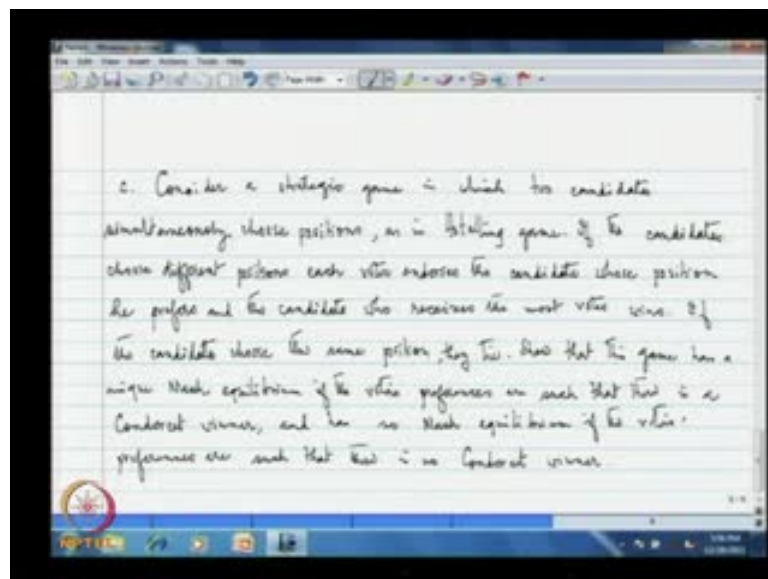 c. Consider a strategic game in which two candidates
simultaneously choose positions, as in Hotelling game. If the candidates
choose different positions each voter endorses the candidate whose position
he prefers and the candidate who receives the most votes wins. If
the candidates choose the same position, they tie. Show that this game has a
unique Nash equilibrium if the voters preferences are such that there is a
Condorcet winner, and has no Nash equilibrium if the voters'
preferences are such that there is no Condorcet winner
NPTEL